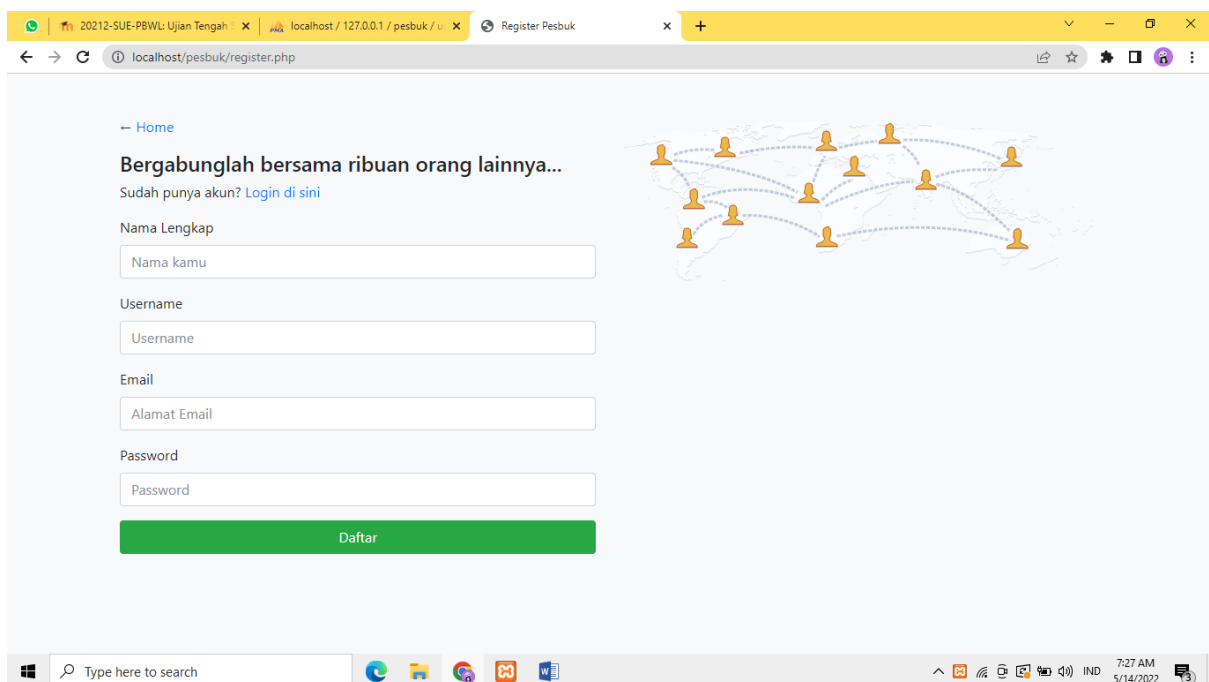 20212-SUE-PBWL: Ujian Tengah S
localhost / 127.0.0.1 / pesbuk / u
Register Pesbuk
localhost/pesbuk/register.php
← Home
Bergabunglah bersama ribuan orang lainnya...
Sudah punya akun? Login di sini
Nama Lengkap
Nama kamu
Username
Username
Email
Alamat Email
Password
Password
Daftar
Type here to search
IND
7:27 AM
5/14/2022
3